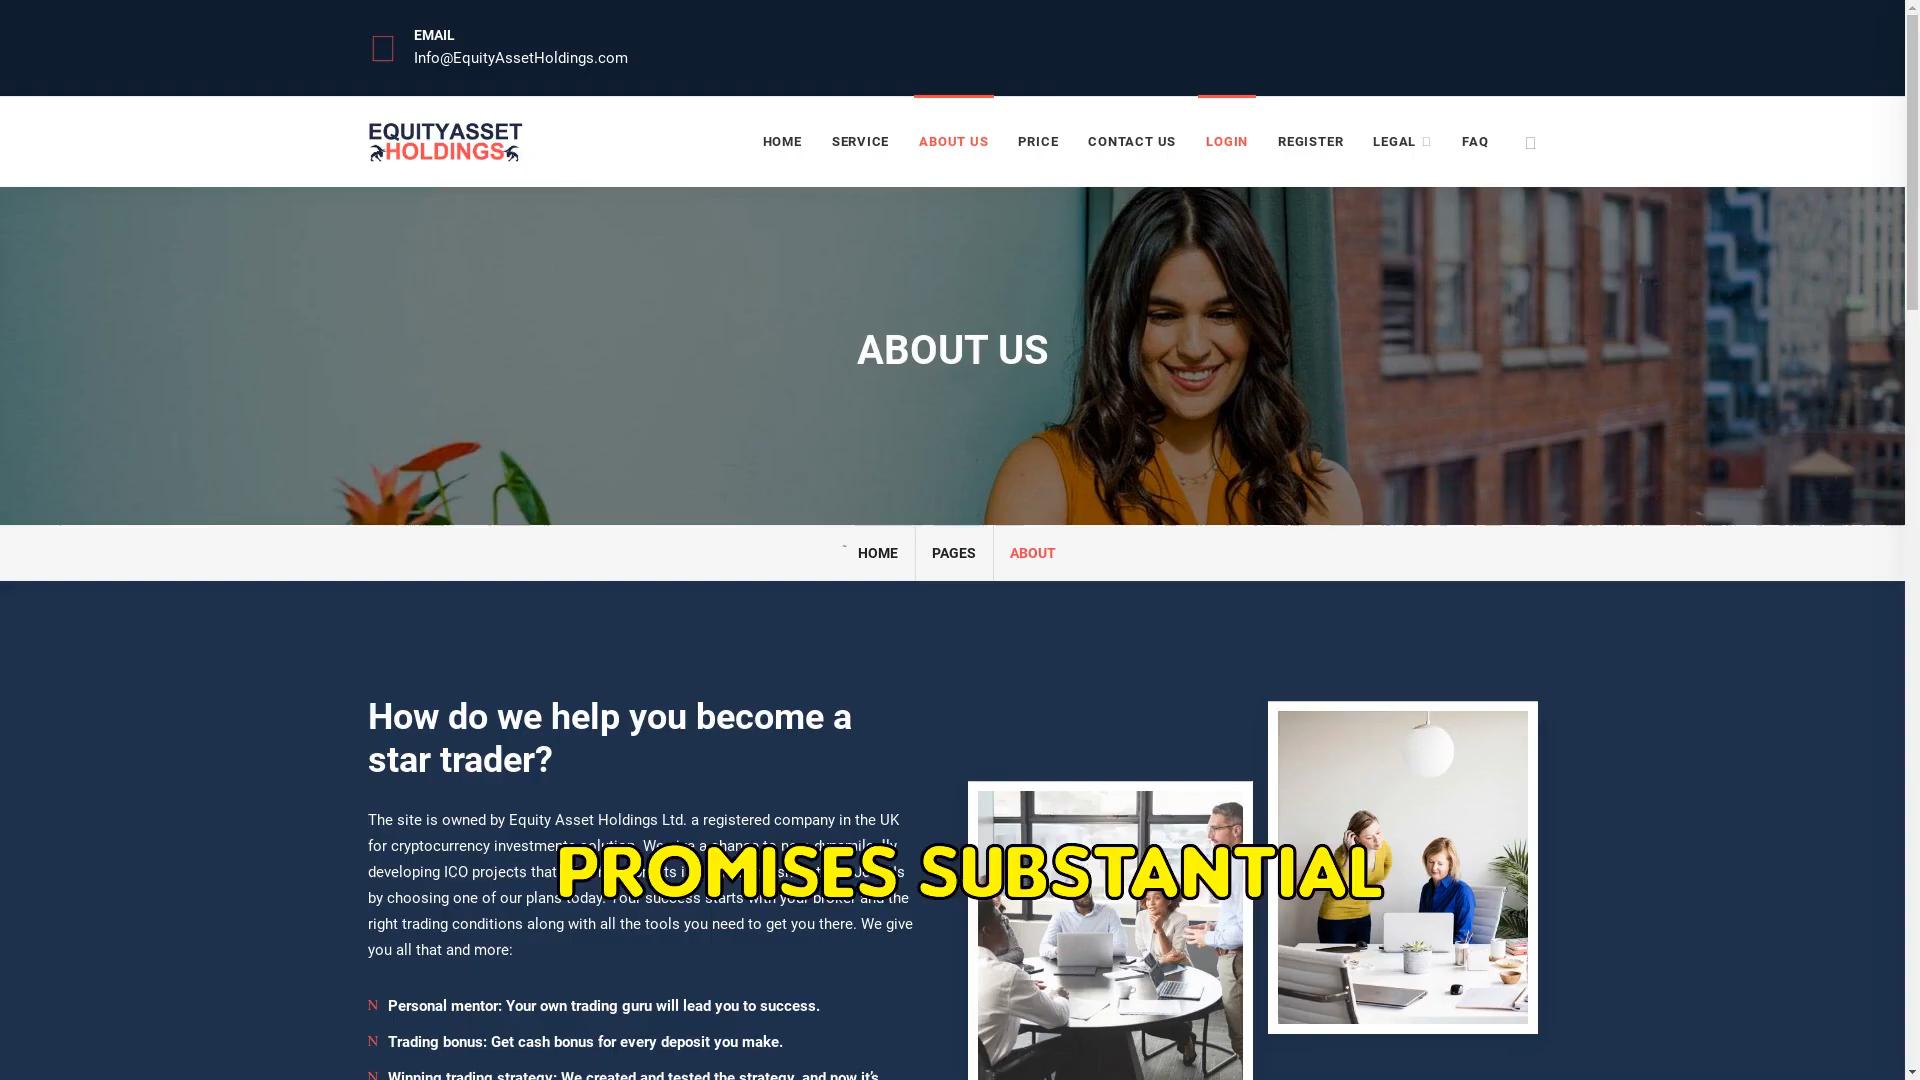 EMAIL
Info@EquityAssetHoldings.com
EQUITYASSET
HOLDINGS
HOME SERVICE ABOUT US PRICE CONTACT US LOGIN REGISTER LEGAL FAQ
ABOUT US
HOME PAGES ABOUT
How do we help you become a
star trader?
The site is owned by Equity Asset Holdings Ltd. a registered company in the UK
for cryptocurrency investments solution. We give a chance to
developing ICO projects that
by choosing one of our plans today. Your success starts with your broker and the
right trading conditions along with all the tools you need to get you there. We give
you all that and more:
PROMISES SUBSTANTIAL
N Personal mentor: Your own trading guru will lead you to success.
N Trading bonus: Get cash bonus for every deposit you make.
N Winning trading strategy: We created and tested the strategy, and now it's